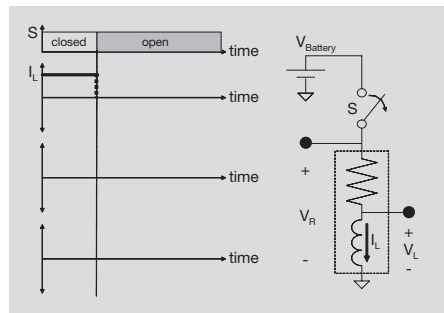 S
closed
open
time
I_L
time
time
time
V_Battery
S
+
V_R
-
I_L
+
V_L
-